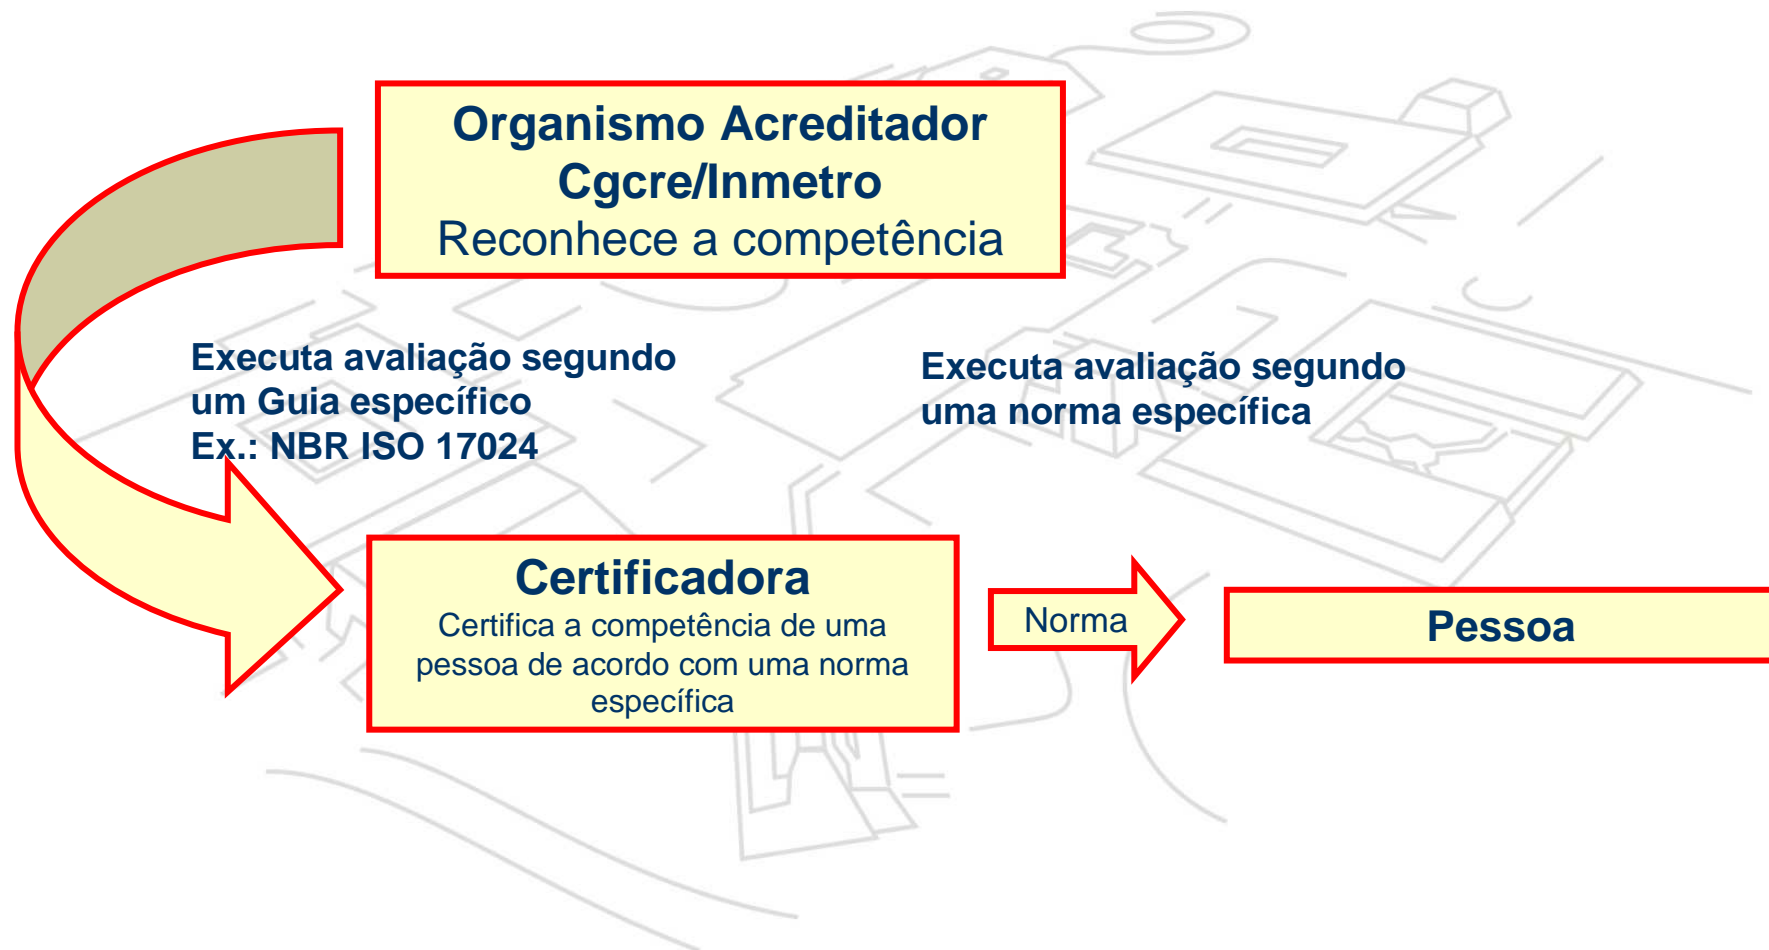 Organismo Acreditador
Cgcre/Inmetro
Reconhece a competência
Executa avaliação segundo
um Guia específico
Ex.: NBR ISO 17024
Executa avaliação segundo
uma norma específica
Certificadora
Certifica a competência de uma
pessoa de acordo com uma norma
específica
Norma
Pessoa